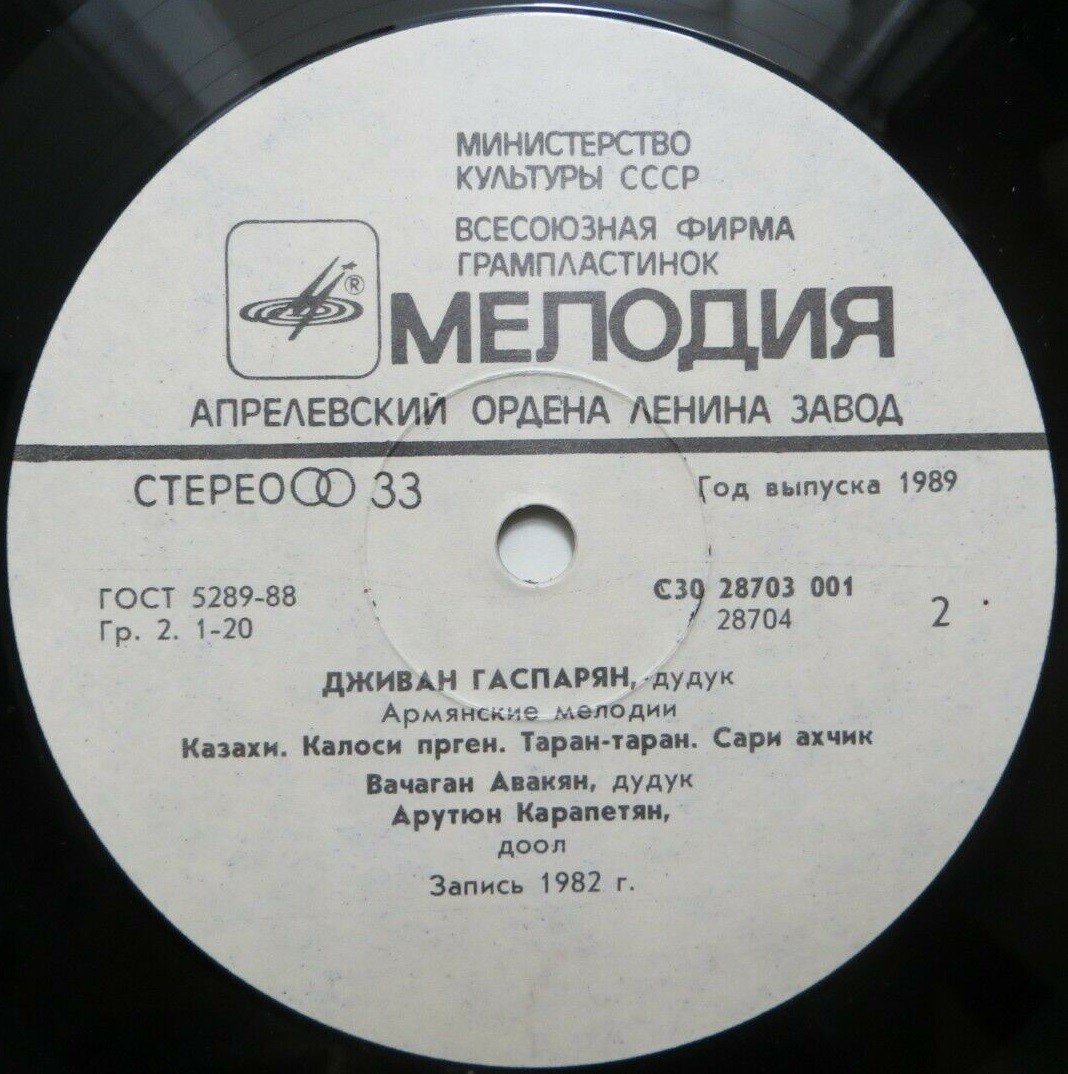 МИНИСТЕРСТВО
КУЛЬТУРЫ СССР
ВСЕСОЮЗНАЯ ФИРМА
ГРАМПЛАСТИНОК
®
МЕЛОДИЯ
АПРЕЛЕВСКИЙ ОРДЕНА ЛЕНИНА ЗАВОД
СТЕРЕО 33
Год выпуска 1989
ГОСТ 5289-88
Гр. 2. 1-20
С30 28703 001
28704
2
ДЖИВАН ГАСПАРЯН, дудук
Армянские мелодии
Казахи. Калоси прген. Таран-таран. Сари ахчик
Вачаган Авакян, дудук
Арутюн Карапетян,
доол
Запись 1982 г.